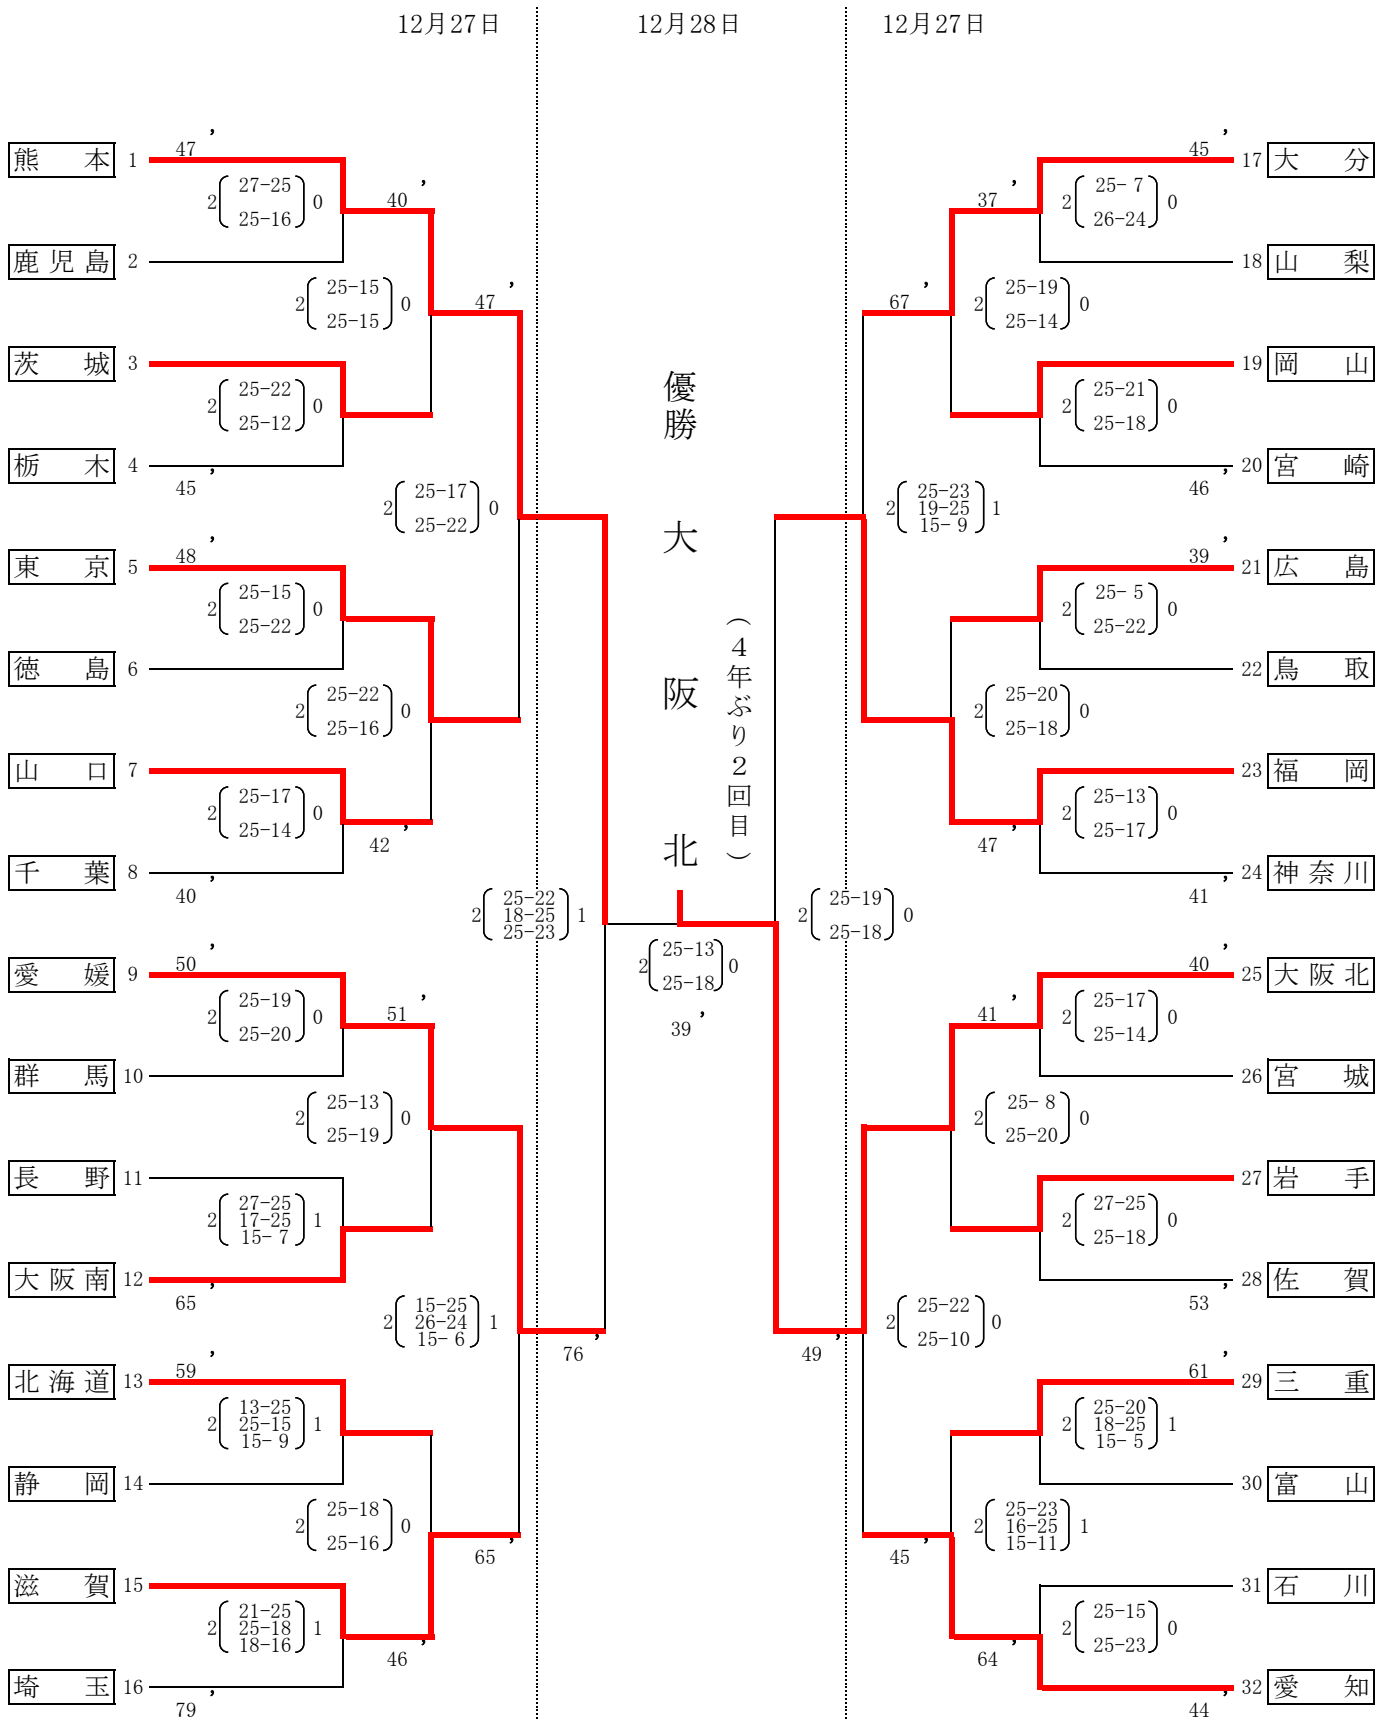 12月27日 12月28日 12月27日
47 ’ 45 ’
熊 本 1 17 大 分
2 27-25 0 40 ’ 37 ’ 2 25- 7 0
25-16 26-24
鹿児島 2 18 山 梨
2 25-15 0 47 ’ 67 ’ 2 25-19 0
25-15 25-14
茨 城 3 19 岡 山
2 25-22 0 2 25-21 0
25-12 25-18
栃 木 4 20 宮 崎
45 ’ 46 ’
2 25-17 0 2 25-23 1
19-25
25-22 15- 9
48 ’ 39 ’
東 京 5 21 広 島
2 25-15 0 2 25- 5 0
25-22 25-22
徳 島 6 22 鳥 取
2 25-22 0 2 25-20 0
25-16 25-18
山 口 7 23 福 岡
2 25-17 0 2 25-13 0
25-14 25-17
42 ’ 47 ’
千 葉 8 24 神奈川
40 ’ 41 ’
優勝 大阪北
（４年ぶり２回目）
2 25-22 1 2 25-19 0
18-25
25-23 25-18
2 25-13 0
25-18
39 ’
50 ’ 40 ’
愛 媛 9 25 大阪北
2 25-19 0 51 ’ 41 ’ 2 25-17 0
25-20 25-14
群 馬 10 26 宮 城
2 25-13 0 2 25- 8 0
25-19 25-20
長 野 11 27 岩 手
2 27-25 1 2 27-25 0
17-25
15- 7 25-18
大阪南 12 28 佐 賀
65 ’ 53 ’
2 15-25 1 2 25-22 0
26-24
15- 6 25-10
76 ’ 49 ’
59 ’ 61 ’
北海道 13 29 三 重
2 13-25 1 2 25-20 1
25-15 18-25
15- 9 15- 5
静 岡 14 30 富 山
2 25-18 0 2 25-23 1
16-25
25-16 15-11
65 ’ 45 ’
滋 賀 15 31 石 川
2 21-25 1 2 25-15 0
25-18
18-16 25-23
46 ’ 64 ’
埼 玉 16 32 愛 知
79 ’ 44 ’